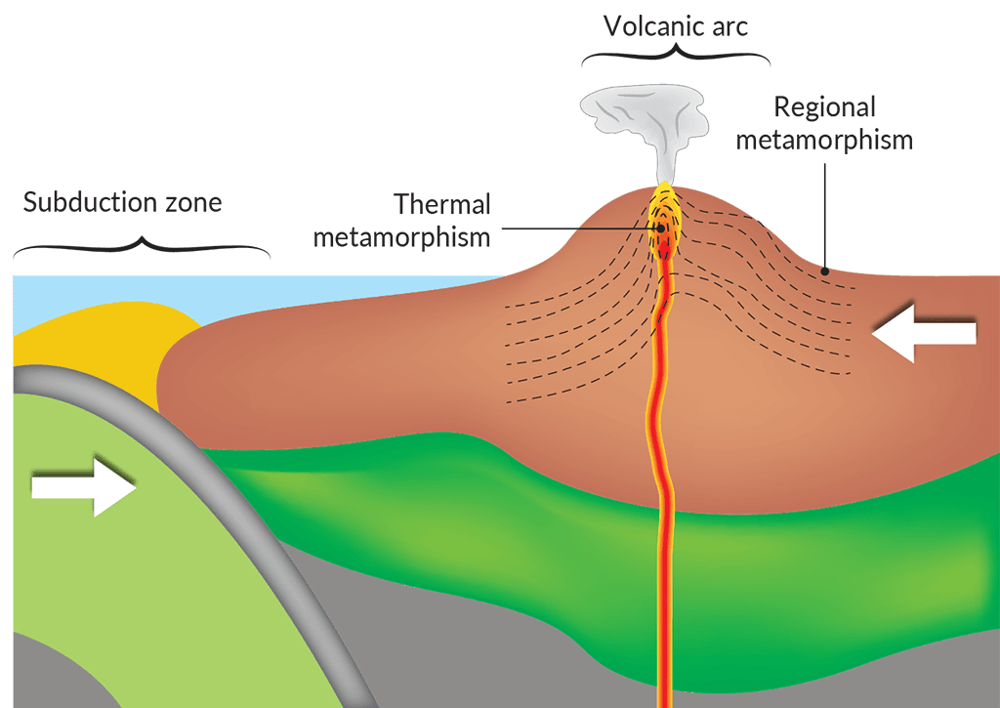 Volcanic arc
Regional
metamorphism
Subduction zone
Thermal
metamorphism